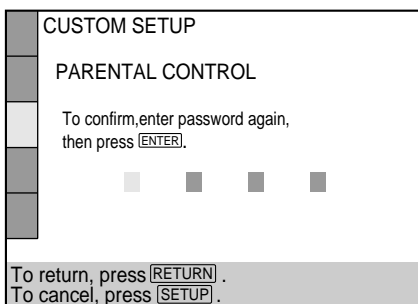 CUSTOM SETUP
PARENTAL CONTROL
To confirm,enter password again,
then press ENTER.
To return, press RETURN .
To cancel, press SETUP .